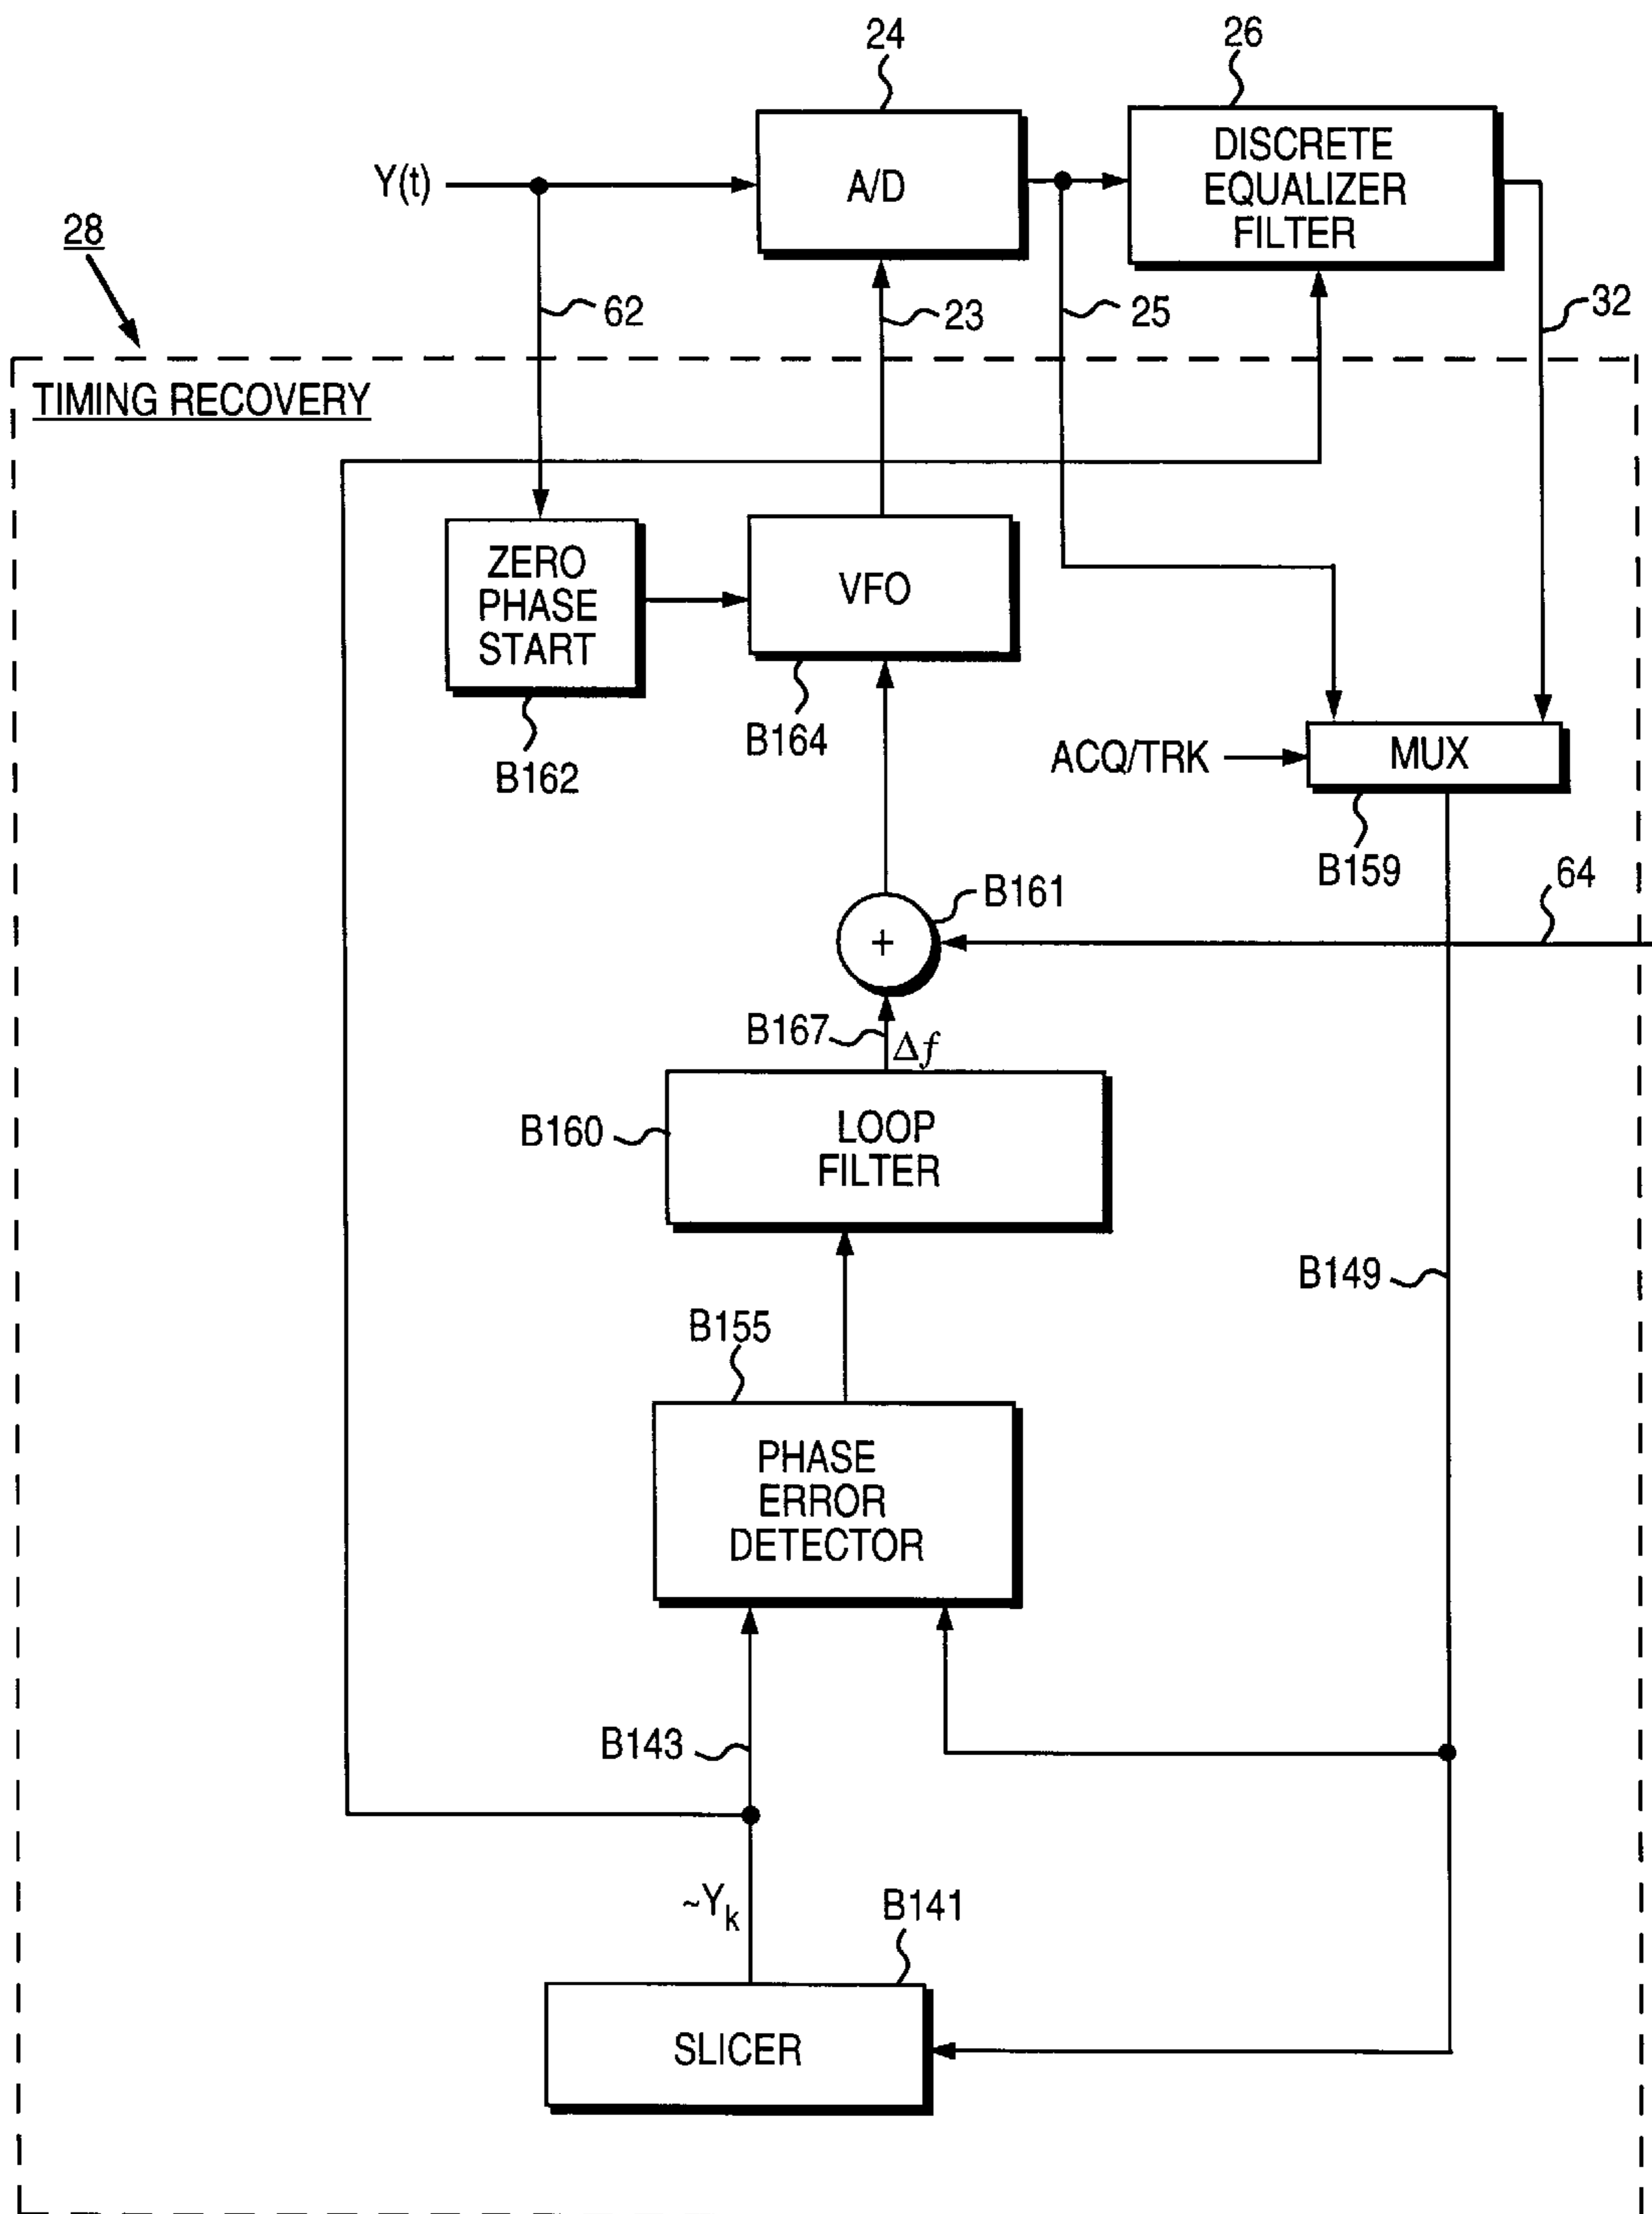 24
26
DISCRETE
EQUALIZER
FILTER
A/D
Y(t)
28
62
23
25
32
TIMING RECOVERY
ZERO
PHASE
START
VFO
B164
B162
ACQ/TRK
MUX
B159
B161
64
+
B167
Δf
B160
LOOP
FILTER
B149
B155
PHASE
ERROR
DETECTOR
B143
~Yk
B141
SLICER